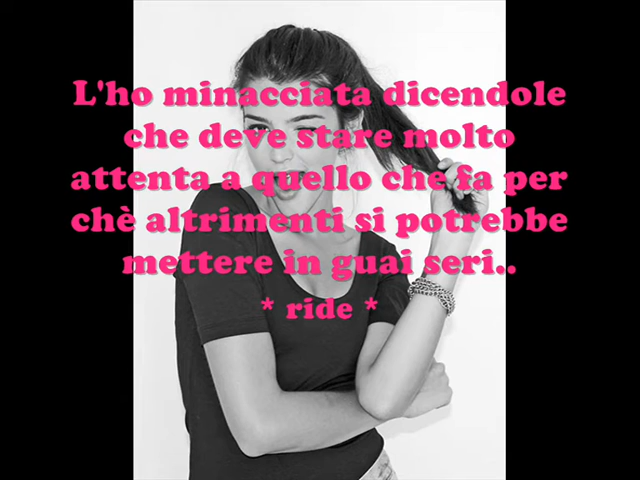 L'ho minacciata dicendole
che deve stare molto
attenta a quello che fa per
chè altrimenti si potrebbe
mettere in guai seri..
* ride *